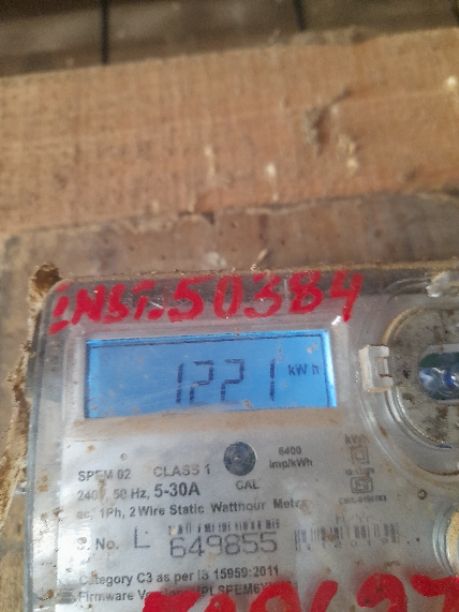 INST.50384
1221 kWh
6400
SPEM 02 CLASS 1 imp/kWh
240V, 50 Hz, 5-30A CAL
ac, 1Ph, 2 Wire Static Watthour Meter
S. No. L 649855
Category C3 as per IS 15959:2011
Firmware